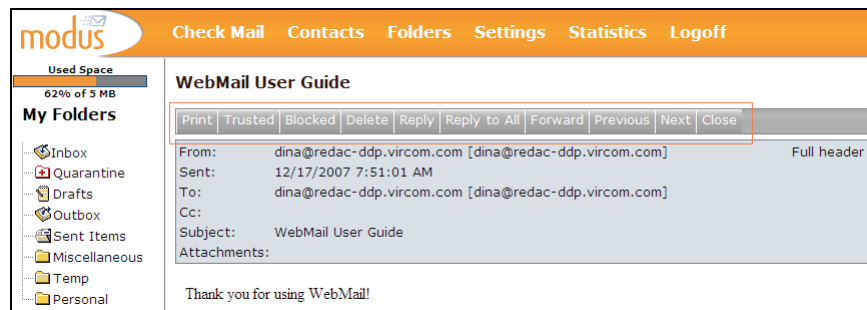 modus
Check Mail Contacts Folders Settings Statistics Logoff
Used Space
62% of 5 MB
My Folders
Inbox
Quarantine
Drafts
Outbox
Sent Items
Miscellaneous
Temp
Personal
WebMail User Guide
Print Trusted Blocked Delete Reply Reply to All Forward Previous Next Close
From: dina@redac-ddp.vircom.com [dina@redac-ddp.vircom.com] Full header
Sent: 12/17/2007 7:51:01 AM
To: dina@redac-ddp.vircom.com [dina@redac-ddp.vircom.com]
Cc:
Subject: WebMail User Guide
Attachments:
Thank you for using WebMail!